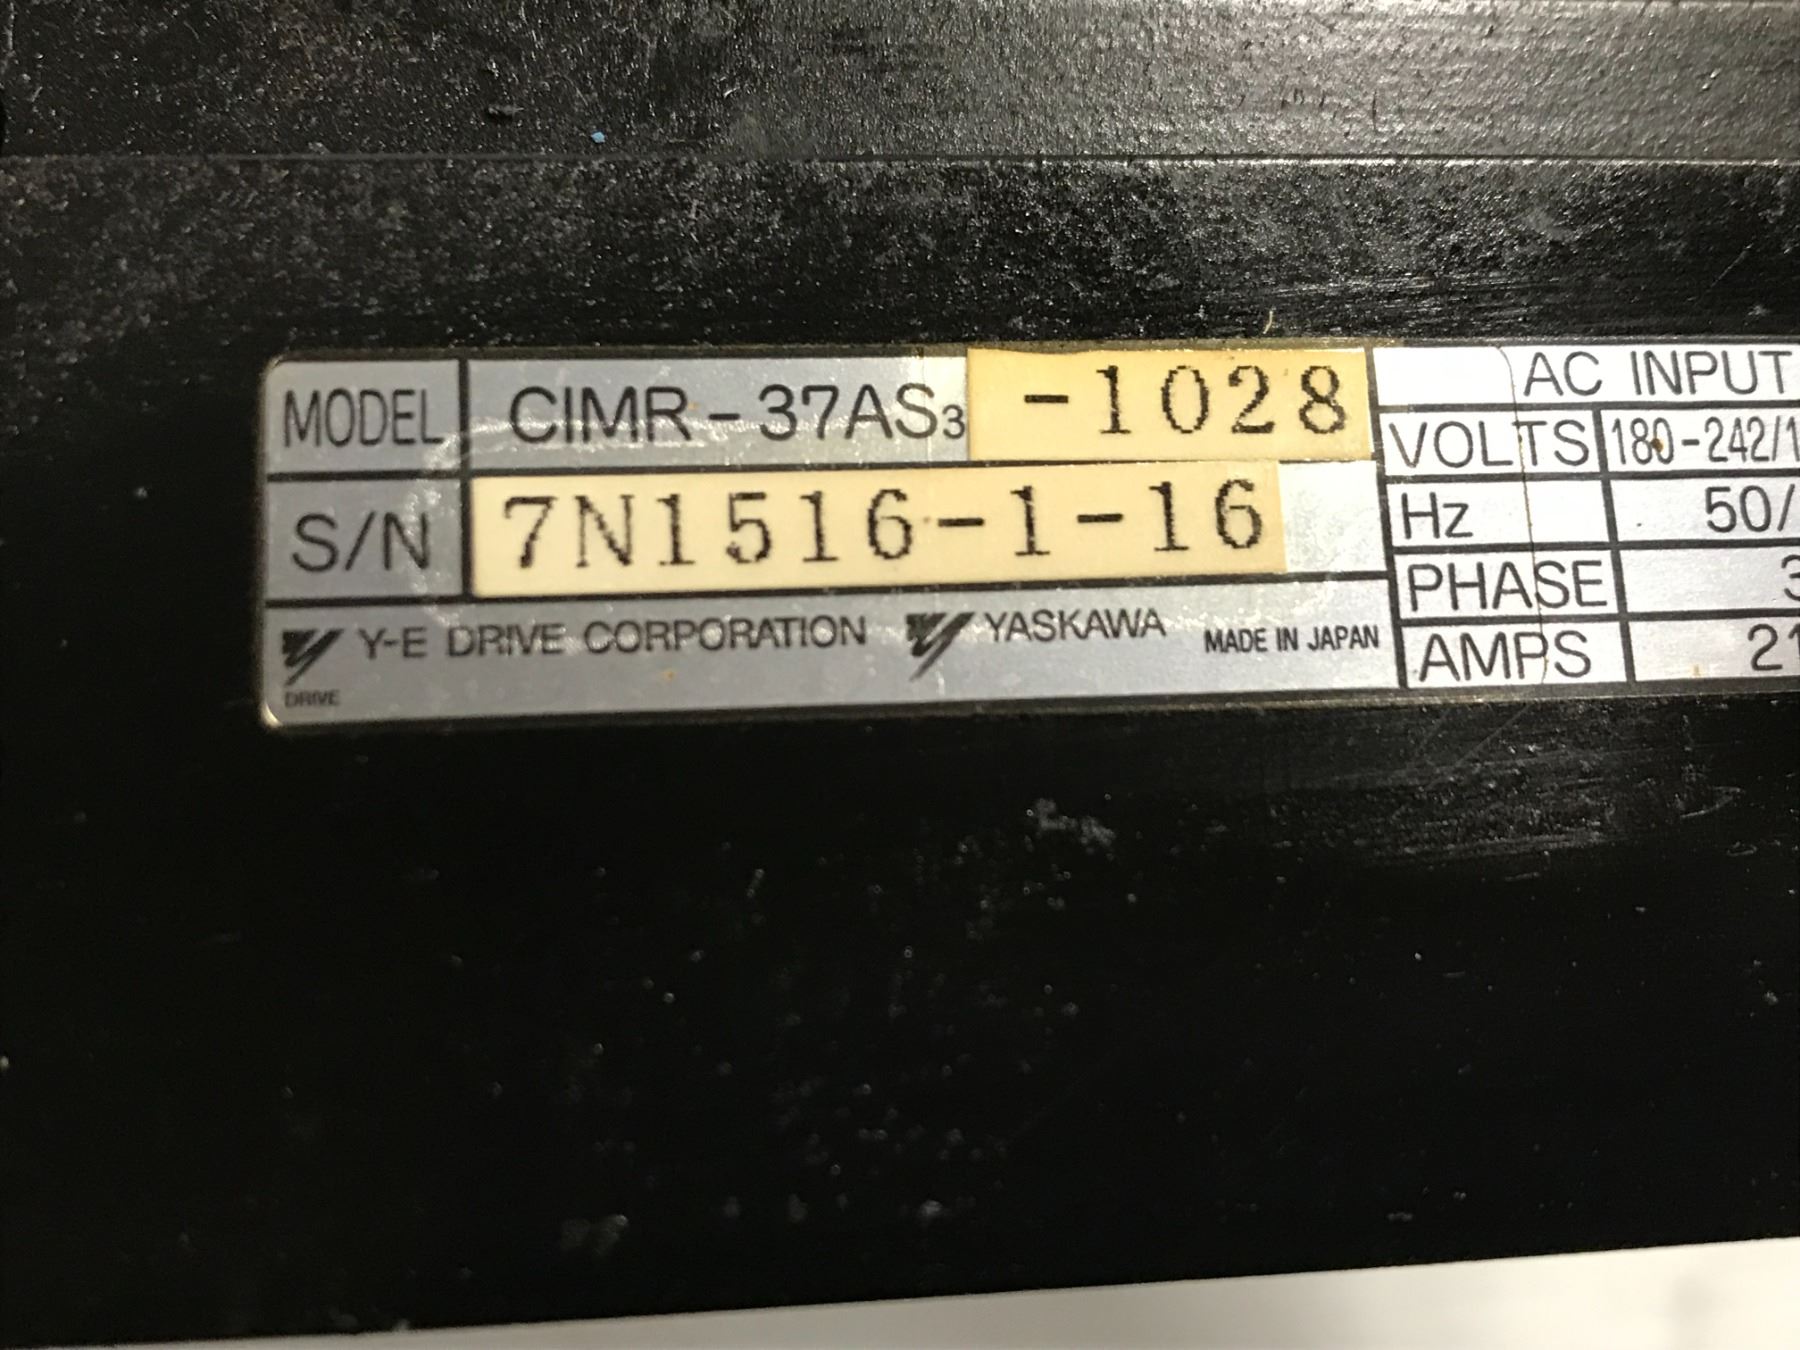 MODEL CIMR-37AS3 -1028
S/N 7N1516-1-16
Y-E DRIVE CORPORATION YASKAWA MADE IN JAPAN
DRIVE
AC INPUT
VOLTS 180-242/1
Hz 50/
PHASE 3
AMPS 21